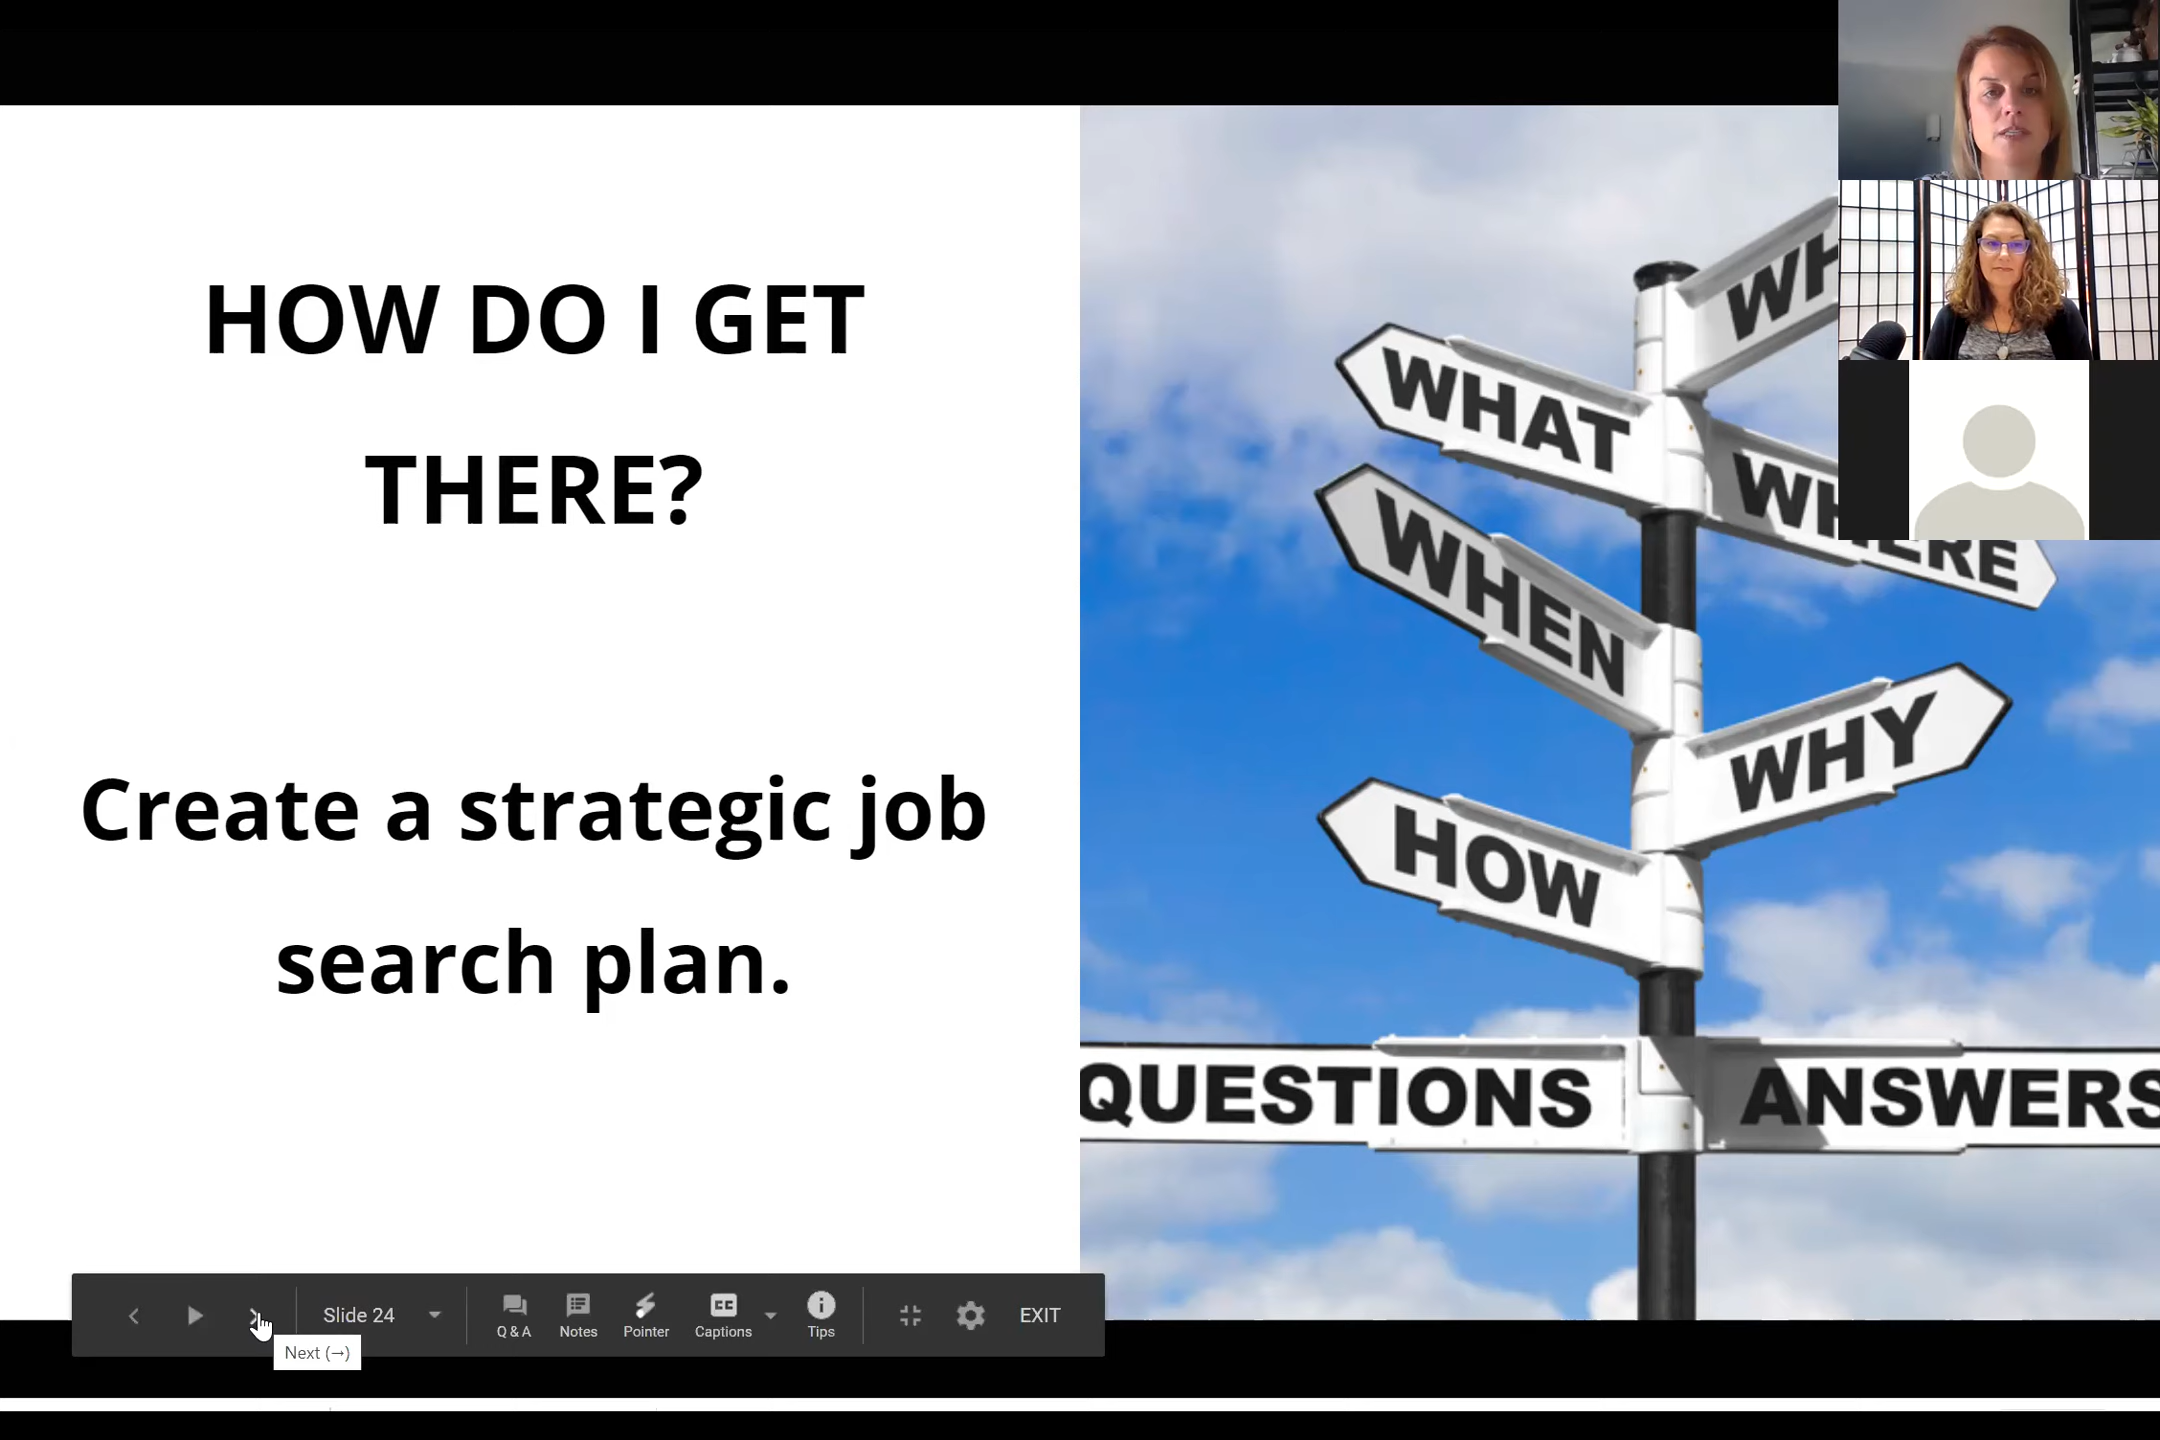 HOW DO I GET
THERE?
Create a strategic job
search plan.
WHAT
WHEN
WHY
HOW
QUESTIONS
ANSWERS
Slide 24
Q & A
Notes
Pointer
CC
Captions
Tips
EXIT
Next (→)